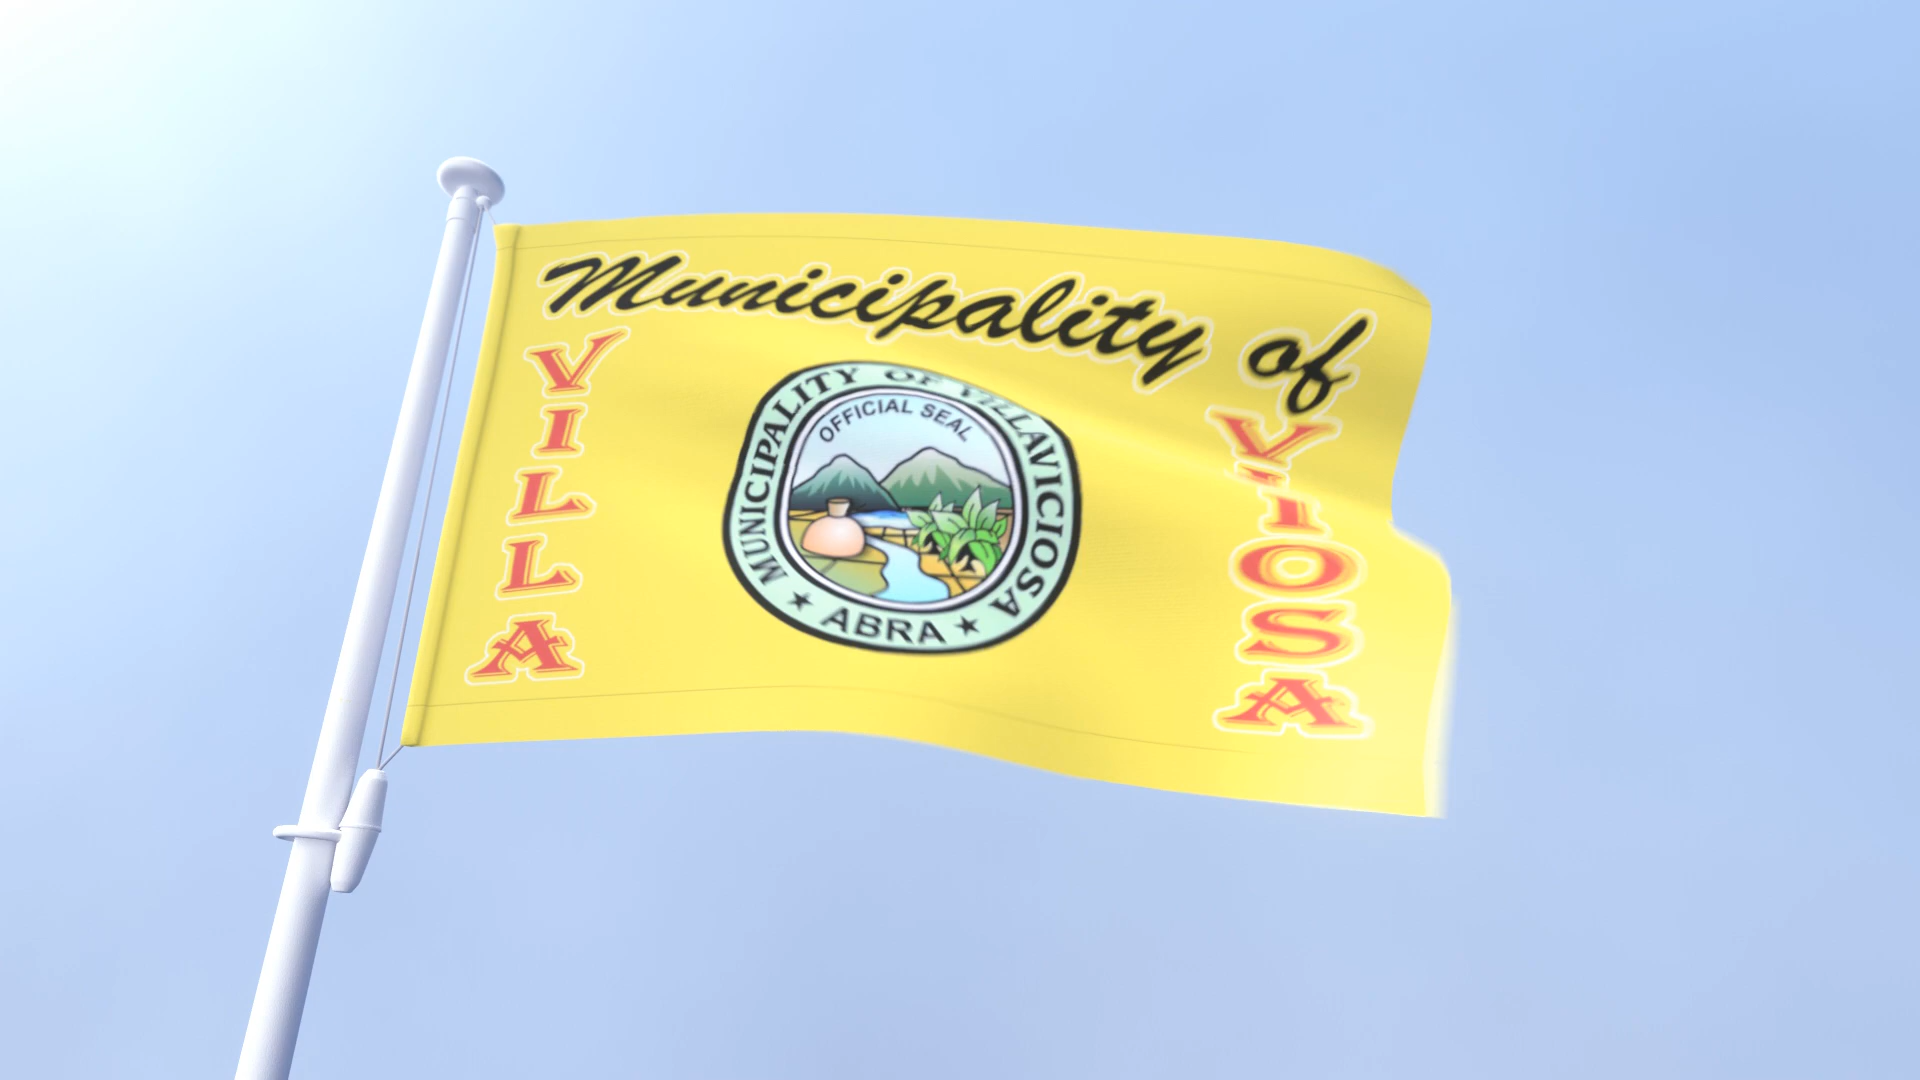 Municipality of
VILLA
VIOSA
MUNICIPALITY OF VILLAVICIOSA
OFFICIAL SEAL
★ ABRA ★